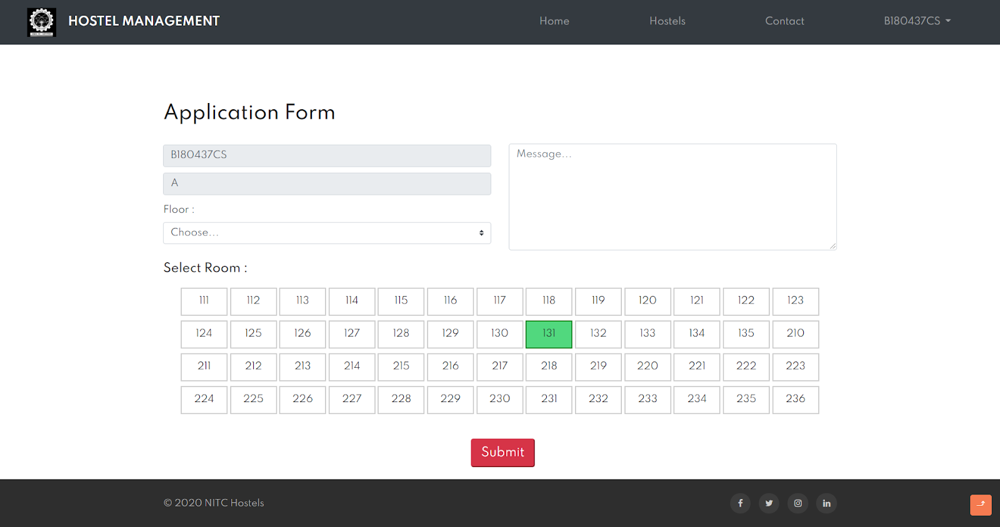 HOSTEL MANAGEMENT Home Hostels Contact B180437CS
Application Form
B180437CS
A
Floor :
Choose...
Message...
Select Room :
111 112 113 114 115 116 117 118 119 120 121 122 123
124 125 126 127 128 129 130 131 132 133 134 135 210
211 212 213 214 215 216 217 218 219 220 221 222 223
224 225 226 227 228 229 230 231 232 233 234 235 236
Submit
© 2020 NITC Hostels